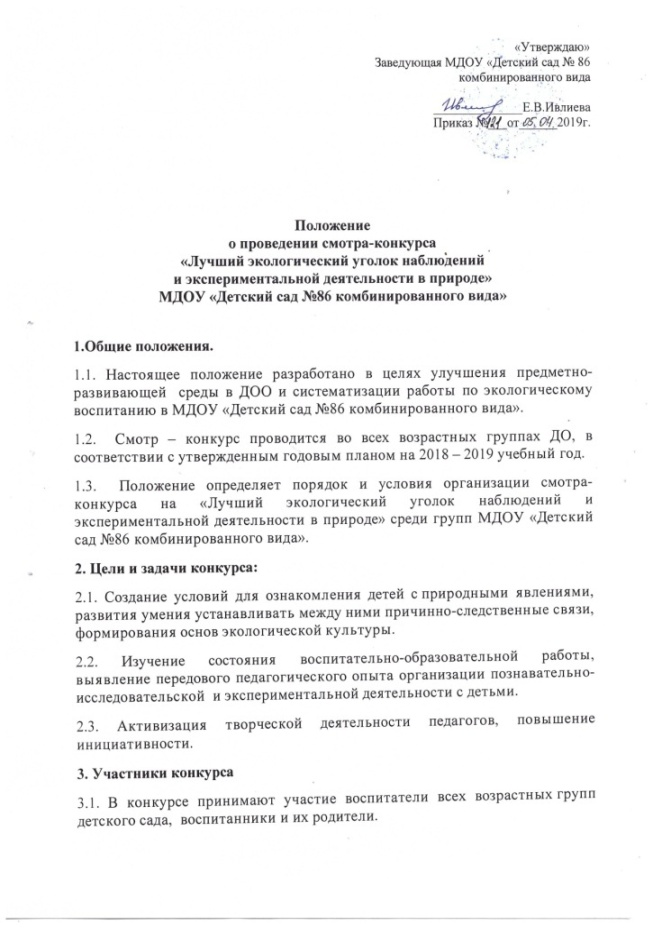 «Утверждаю»
Заведующая МДОУ «Детский сад № 86
комбинированного вида
Е.В.Ивлиева
Приказ №121 от 05.04 2019г.
Положение
о проведении смотра-конкурса
«Лучший экологический уголок наблюдений
и экспериментальной деятельности в природе»
МДОУ «Детский сад №86 комбинированного вида»
1.Общие положения.
1.1. Настоящее положение разработано в целях улучшения предметно-
развивающей среды в ДОО и систематизации работы по экологическому
воспитанию в МДОУ «Детский сад №86 комбинированного вида».
1.2. Смотр – конкурс проводится во всех возрастных группах ДО, в
соответствии с утвержденным годовым планом на 2018 – 2019 учебный год.
1.3. Положение определяет порядок и условия организации смотра-
конкурса на «Лучший экологический уголок наблюдений и
экспериментальной деятельности в природе» среди групп МДОУ «Детский
сад №86 комбинированного вида».
2. Цели и задачи конкурса:
2.1. Создание условий для ознакомления детей с природными явлениями,
развития умения устанавливать между ними причинно-следственные связи,
формирования основ экологической культуры.
2.2. Изучение состояния воспитательно-образовательной работы,
выявление передового педагогического опыта организации познавательно-
исследовательской и экспериментальной деятельности с детьми.
2.3. Активизация творческой деятельности педагогов, повышение
инициативности.
3. Участники конкурса
3.1. В конкурсе принимают участие воспитатели всех возрастных групп
детского сада, воспитанники и их родители.